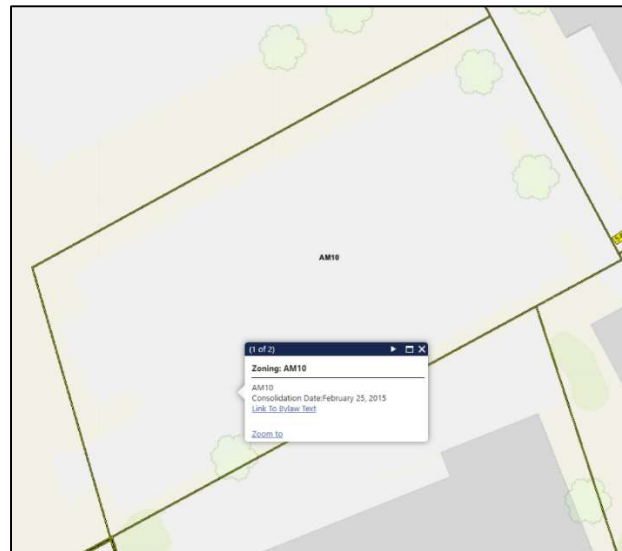 AM10
(1 of 2)
Zoning: AM10
AM10
Consolidation Date:February 25, 2015
Link To Bylaw Text
Zoom to